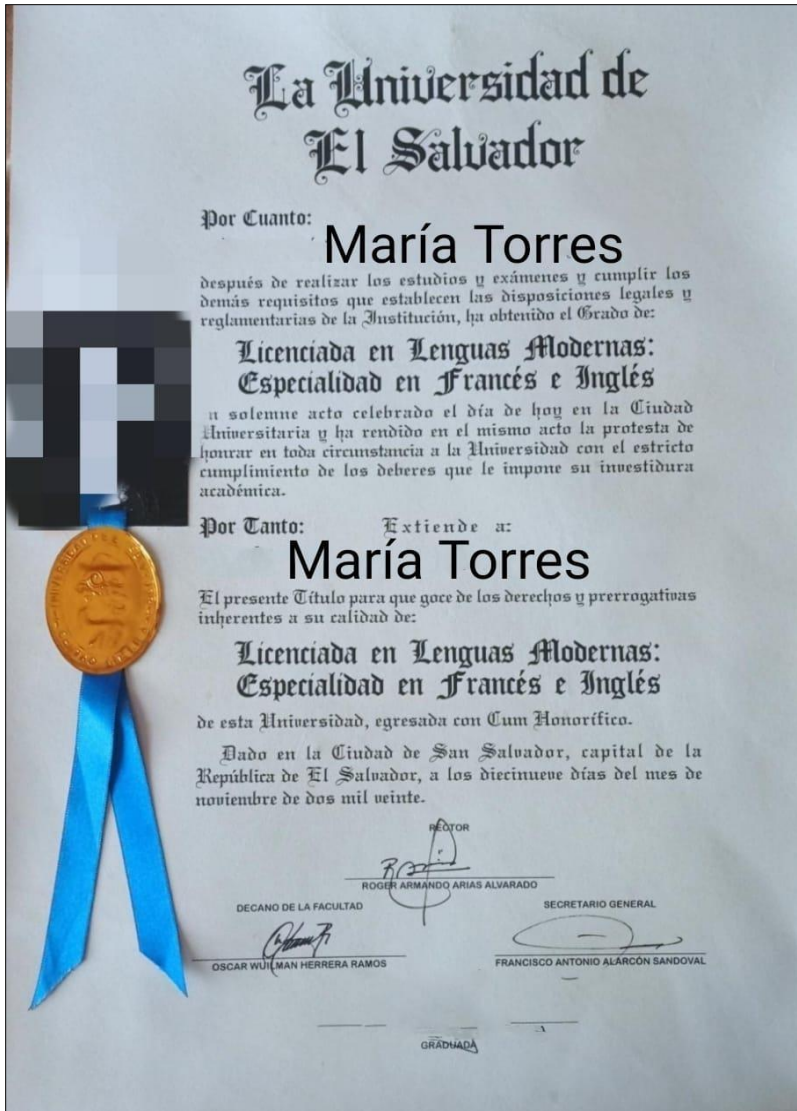 La Universidad de
El Salvador
Por Cuanto:
María Torres
después de realizar los estudios y exámenes y cumplir los
demás requisitos que establecen las disposiciones legales y
reglamentarias de la Institución, ha obtenido el Grado de:
Licenciada en Lenguas Modernas:
Especialidad en Francés e Inglés
n solemne acto celebrado el día de hoy en la Ciudad
Universitaria y ha rendido en el mismo acto la protesta de
honrar en toda circunstancia a la Universidad con el estricto
cumplimiento de los deberes que le impone su investidura
académica.
Por Tanto: Extiende a:
María Torres
El presente Título para que goce de los derechos y prerrogativas
inherentes a su calidad de:
Licenciada en Lenguas Modernas:
Especialidad en Francés e Inglés
de esta Universidad, egresada con Cum Honorífico.
Dado en la Ciudad de San Salvador, capital de la
República de El Salvador, a los diecinueve días del mes de
noviembre de dos mil veinte.
RECTOR
ROGER ARMANDO ARIAS ALVARADO
DECANO DE LA FACULTAD
SECRETARIO GENERAL
OSCAR WUILMAN HERRERA RAMOS
FRANCISCO ANTONIO ALARCÓN SANDOVAL
GRADUADA